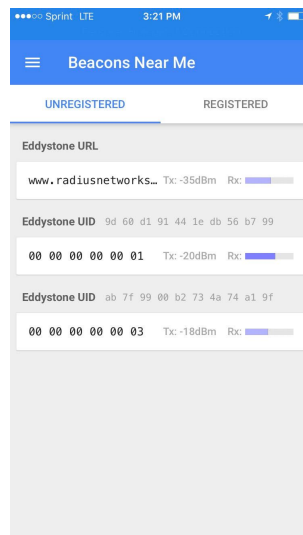 Sprint LTE 3:21 PM
Beacons Near Me
UNREGISTERED REGISTERED
Eddystone URL
www.radiusnetworks… Tx: -35dBm Rx:
Eddystone UID 9d 60 d1 91 44 1e db 56 b7 99
00 00 00 00 00 01 Tx: -20dBm Rx:
Eddystone UID ab 7f 99 00 b2 73 4a 74 a1 9f
00 00 00 00 00 03 Tx: -18dBm Rx: